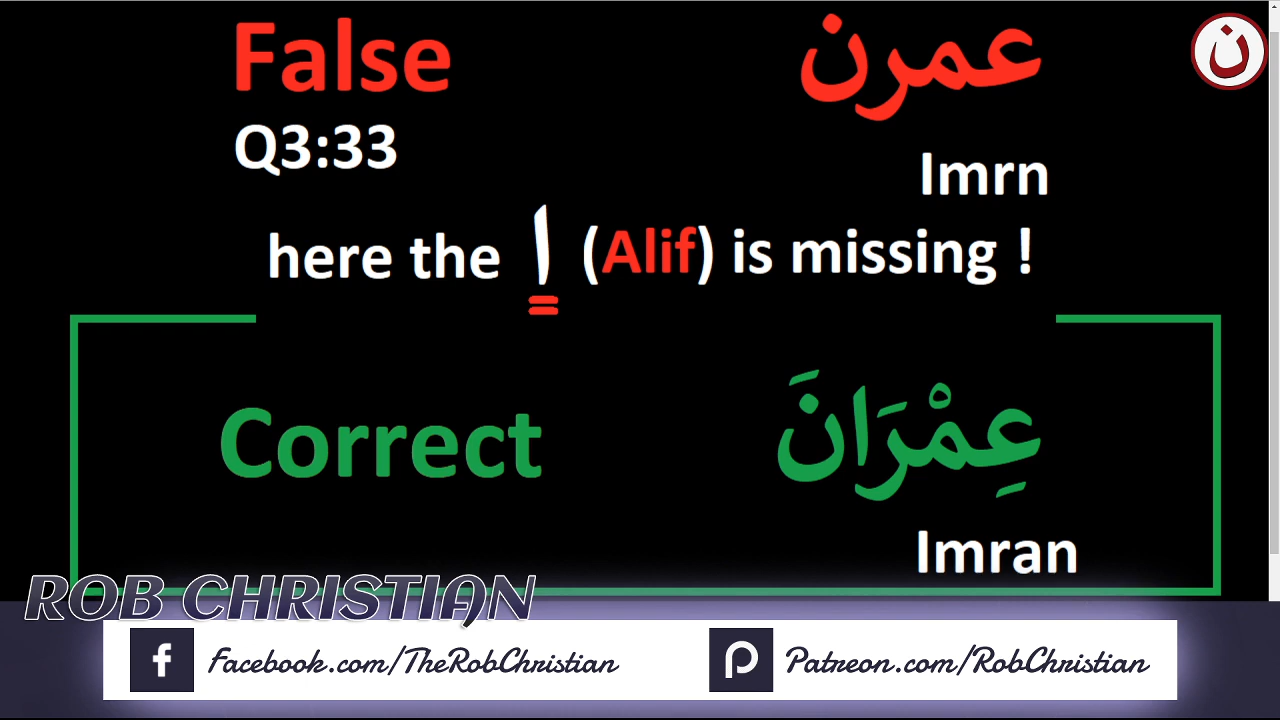 False عمرن
Q3:33
Imrn
here the ا (Alif) is missing !
Correct عِمْرَانَ
Imran
ROB CHRISTIAN
Facebook.com/TheRobChristian
Patreon.com/RobChristian
ن